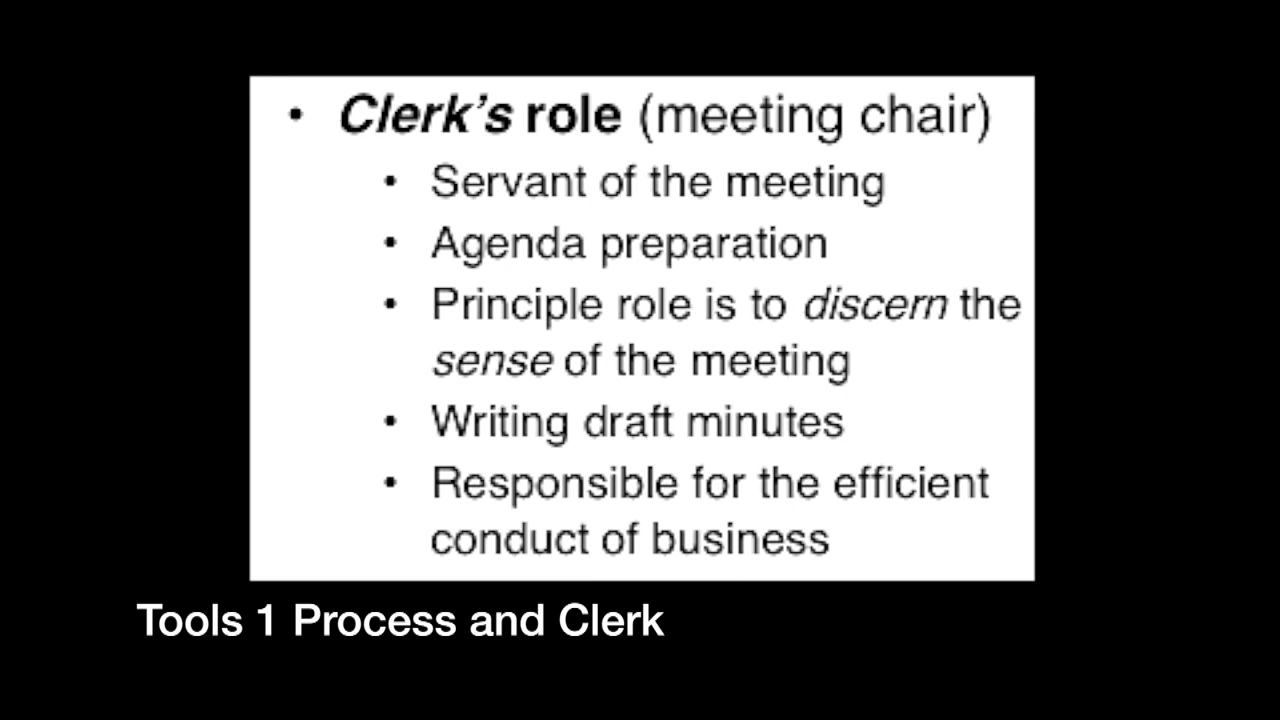 • Clerk's role (meeting chair)
• Servant of the meeting
• Agenda preparation
• Principle role is to discern the
sense of the meeting
• Writing draft minutes
• Responsible for the efficient
conduct of business
Tools 1 Process and Clerk